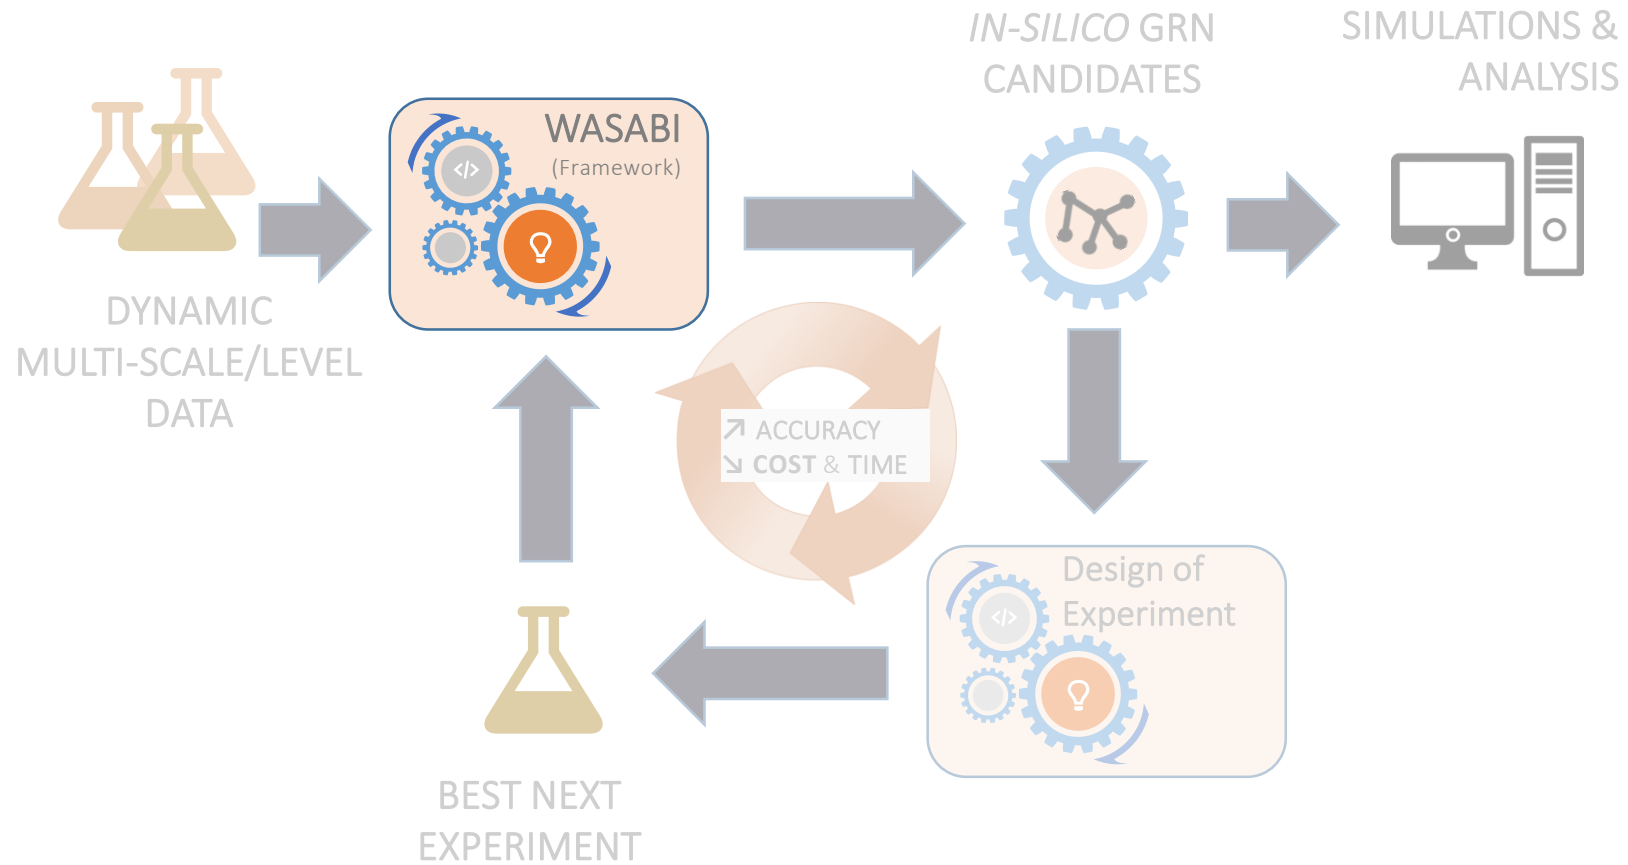 IN-SILICO GRN
CANDIDATES
SIMULATIONS &
ANALYSIS
WASABI
(Framework)
</>
DYNAMIC
MULTI-SCALE/LEVEL
DATA
↗ ACCURACY
↘ COST & TIME
Design of
Experiment
</>
BEST NEXT
EXPERIMENT